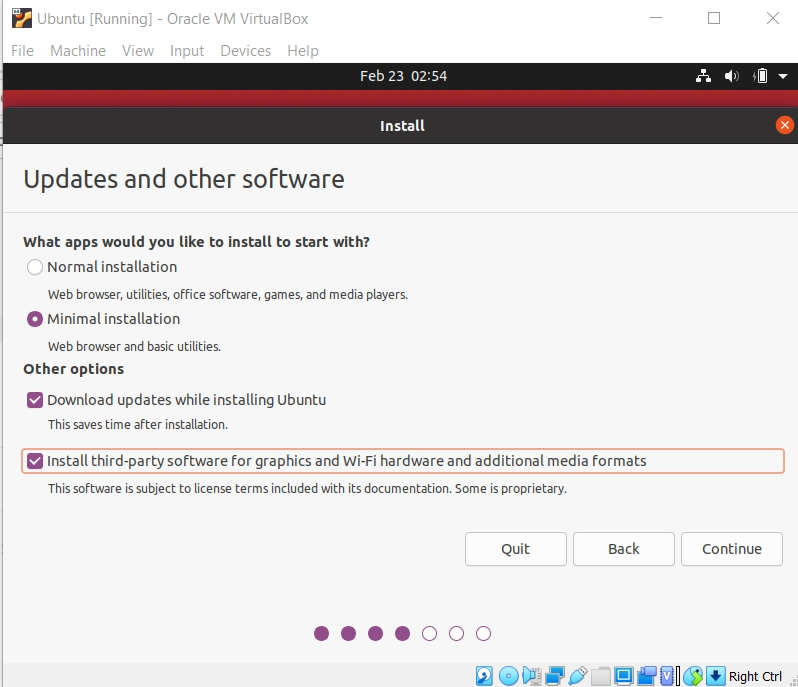 Ubuntu [Running] - Oracle VM VirtualBox
File Machine View Input Devices Help
Feb 23 02:54
Install
Updates and other software
What apps would you like to install to start with?
Normal installation
Web browser, utilities, office software, games, and media players.
Minimal installation
Web browser and basic utilities.
Other options
Download updates while installing Ubuntu
This saves time after installation.
Install third-party software for graphics and Wi-Fi hardware and additional media formats
This software is subject to license terms included with its documentation. Some is proprietary.
Quit Back Continue
Right Ctrl